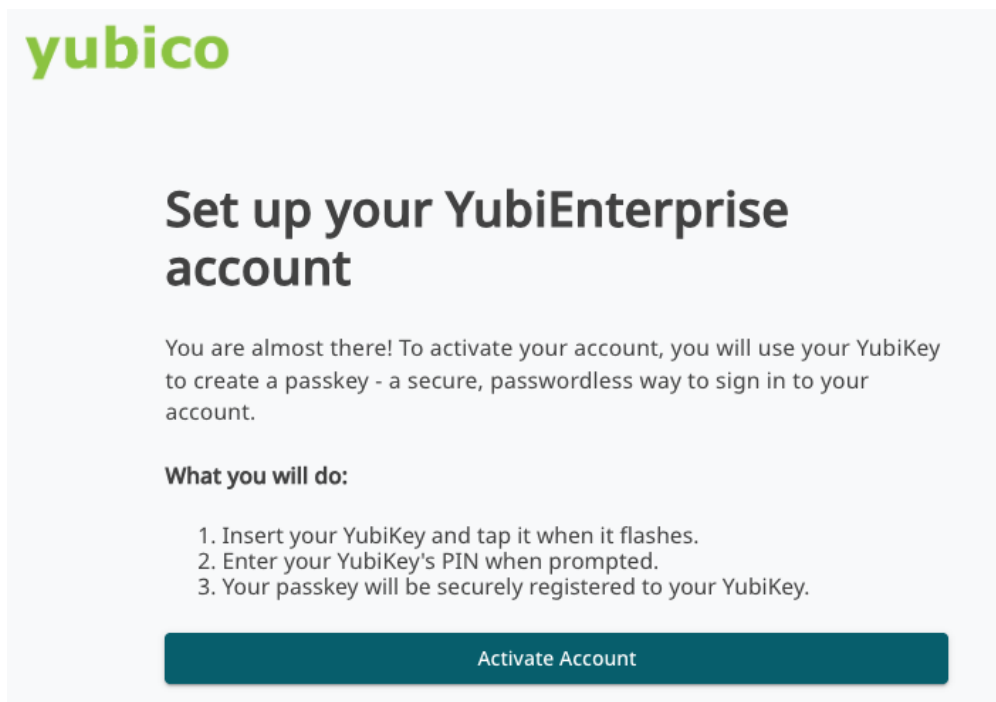 yubico
Set up your YubiEnterprise
account
You are almost there! To activate your account, you will use your YubiKey
to create a passkey - a secure, passwordless way to sign in to your
account.
What you will do:
1. Insert your YubiKey and tap it when it flashes.
2. Enter your YubiKey's PIN when prompted.
3. Your passkey will be securely registered to your YubiKey.
Activate Account